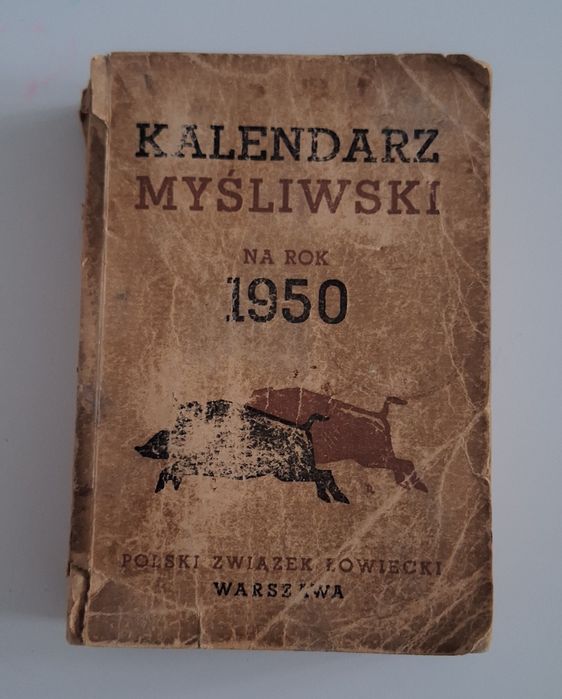 KALENDARZ
MYŚLIWSKI
NA ROK
1950
POLSKI ZWIĄZEK ŁOWIECKI
WARSZAWA